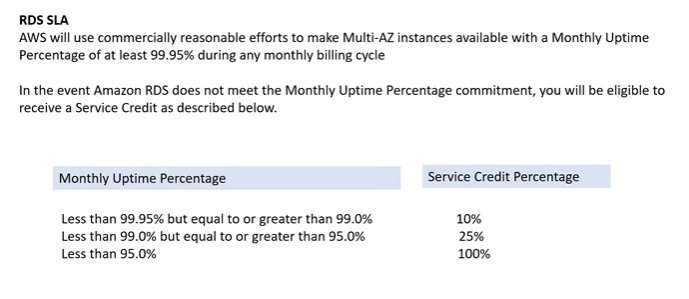 RDS SLA
AWS will use commercially reasonable efforts to make Multi-AZ instances available with a Monthly Uptime
Percentage of at least 99.95% during any monthly billing cycle
In the event Amazon RDS does not meet the Monthly Uptime Percentage commitment, you will be eligible to
receive a Service Credit as described below.
Monthly Uptime Percentage Service Credit Percentage
Less than 99.95% but equal to or greater than 99.0% 10%
Less than 99.0% but equal to or greater than 95.0% 25%
Less than 95.0% 100%